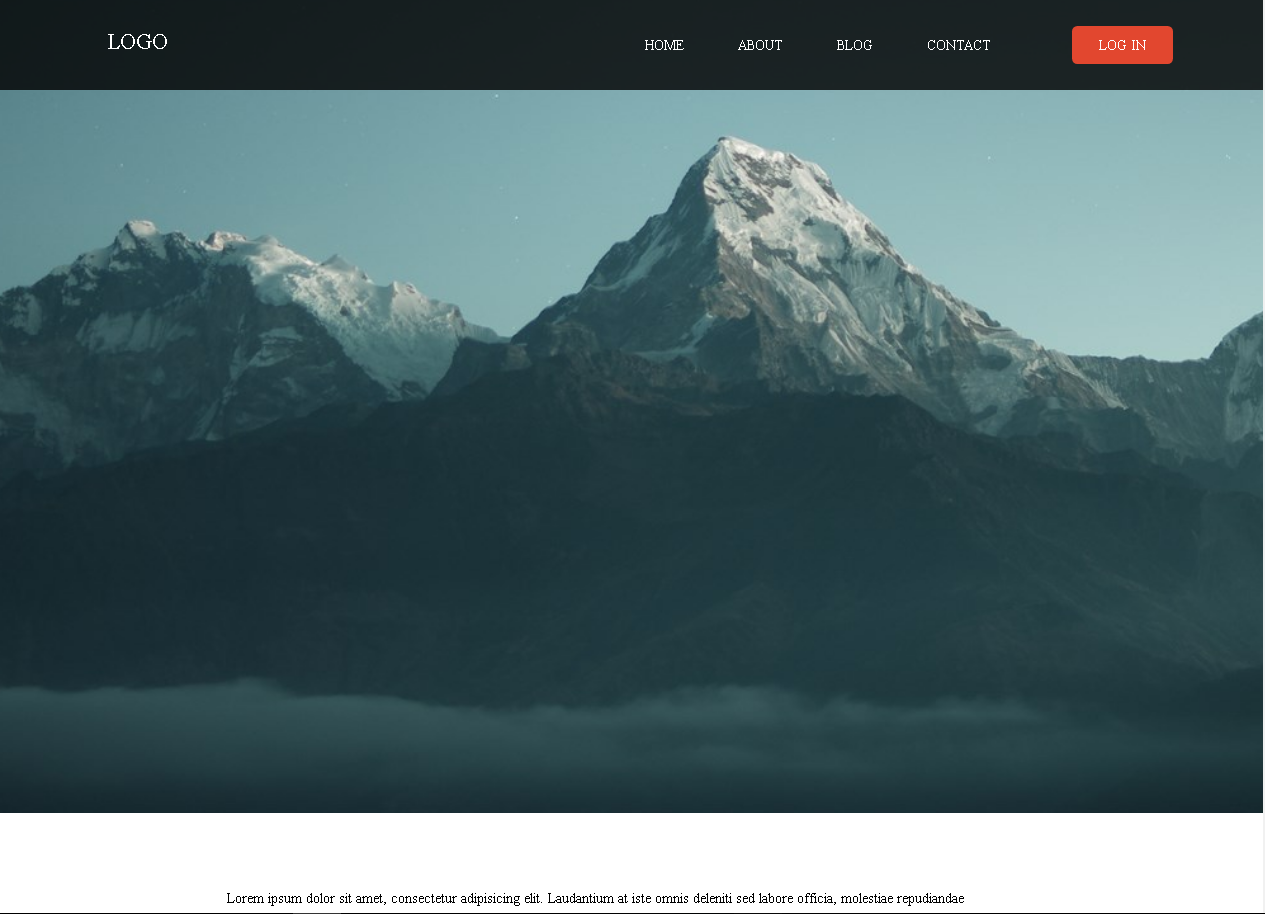 LOGO
HOME ABOUT BLOG CONTACT LOG IN
Lorem ipsum dolor sit amet, consectetur adipisicing elit. Laudantium at iste omnis deleniti sed labore officia, molestiae repudiandae